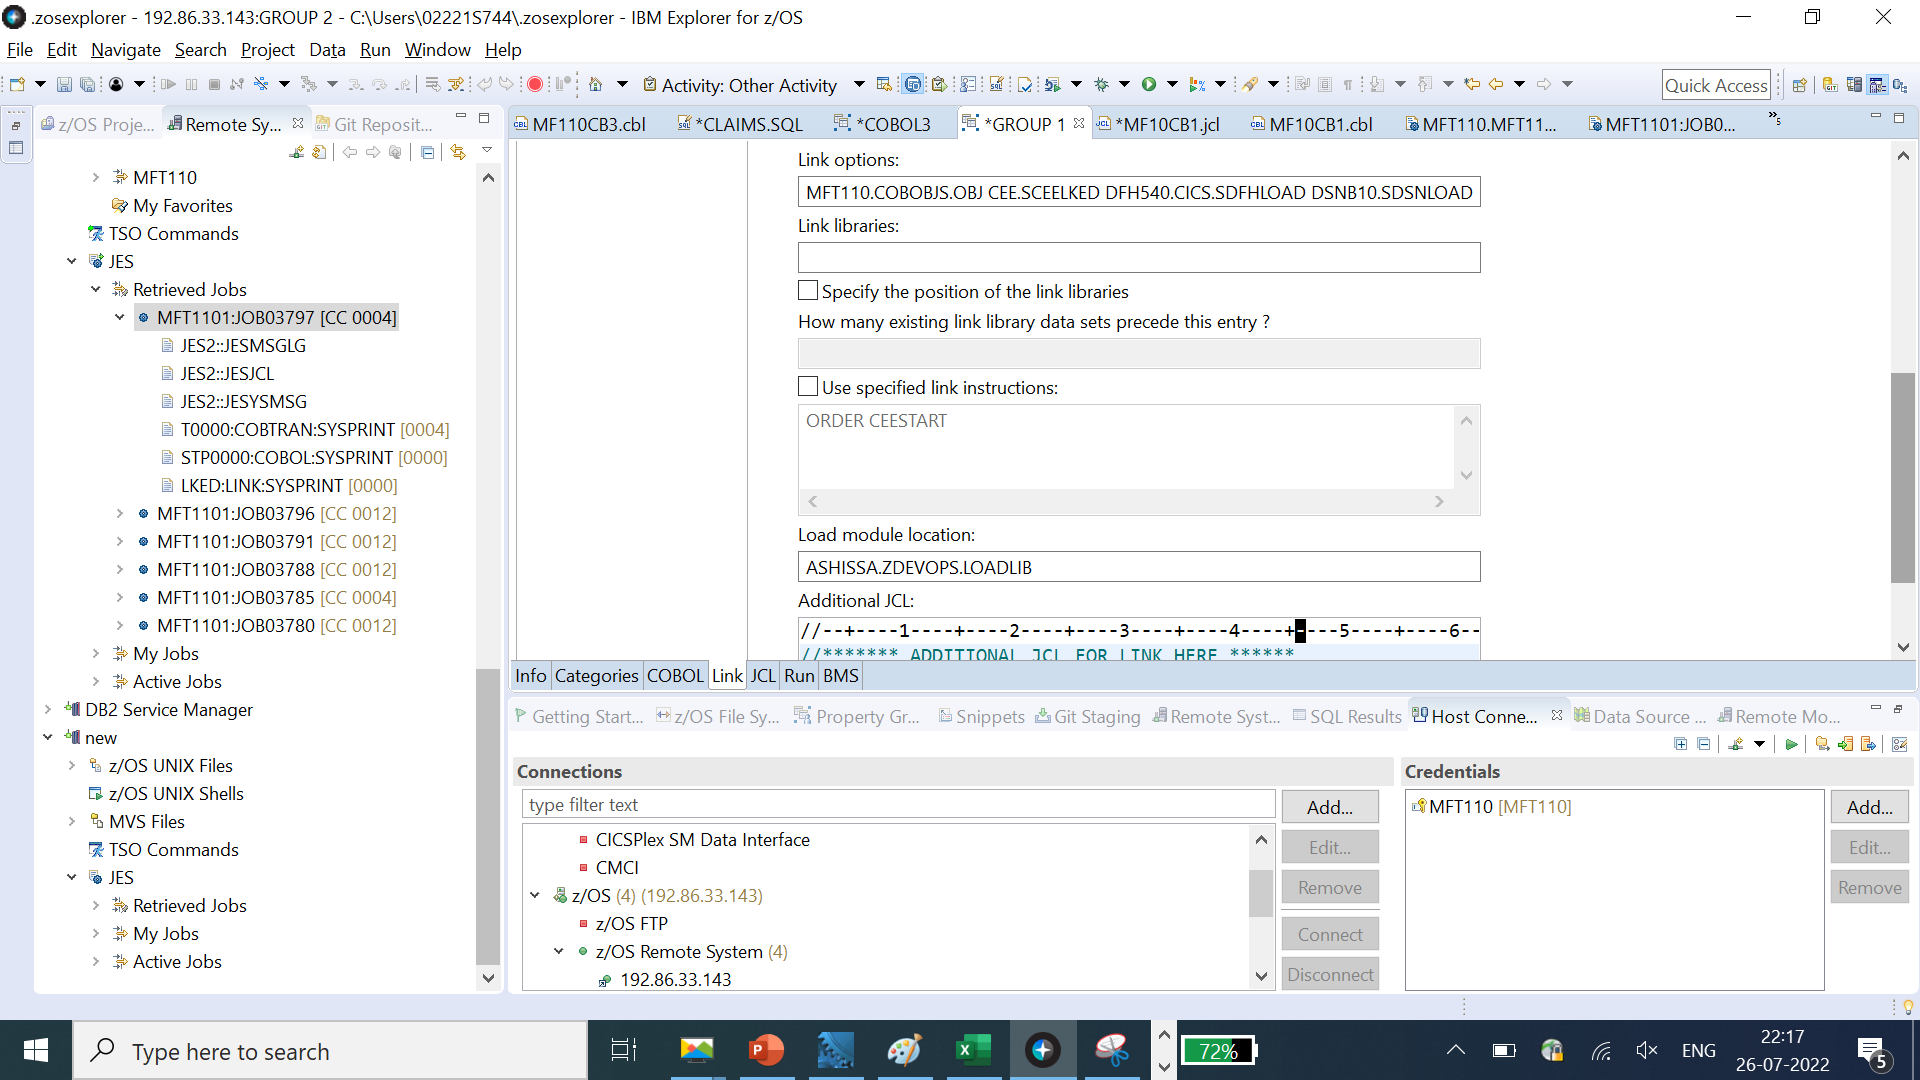 .zosexplorer - 192.86.33.143:GROUP 2 - C:\Users\02221S744\.zosexplorer - IBM Explorer for z/OS
File Edit Navigate Search Project Data Run Window Help
Activity: Other Activity
Quick Access
z/OS Proje... Remote Sy... Git Reposit...
MF110CB3.cbl *CLAIMS.SQL *COBOL3 *GROUP 1 *MF10CB1.jcl MF10CB1.cbl MFT110.MFT11... MFT1101:JOB0... »5
MFT110
My Favorites
TSO Commands
JES
Retrieved Jobs
MFT1101:JOB03797 [CC 0004]
JES2::JESMSGLG
JES2::JESJCL
JES2::JESYSMSG
T0000:COBTRAN:SYSPRINT [0004]
STP0000:COBOL:SYSPRINT [0000]
LKED:LINK:SYSPRINT [0000]
MFT1101:JOB03796 [CC 0012]
MFT1101:JOB03791 [CC 0012]
MFT1101:JOB03788 [CC 0012]
MFT1101:JOB03785 [CC 0004]
MFT1101:JOB03780 [CC 0012]
My Jobs
Active Jobs
DB2 Service Manager
new
z/OS UNIX Files
z/OS UNIX Shells
MVS Files
TSO Commands
JES
Retrieved Jobs
My Jobs
Active Jobs
Link options:
MFT110.COBOBJS.OBJ CEE.SCEELKED DFH540.CICS.SDFHLOAD DSNB10.SDSNLOAD
Link libraries:
Specify the position of the link libraries
How many existing link library data sets precede this entry ?
Use specified link instructions:
ORDER CEESTART
Load module location:
ASHISSA.ZDEVOPS.LOADLIB
Additional JCL:
//--+----1----+----2----+----3----+----4----+----5----+----6--
//******* ADDITIONAL JCL FOR LINK HERE ******
Info Categories COBOL Link JCL Run BMS
Getting Start... z/OS File Sy... Property Gr... Snippets Git Staging Remote Syst... SQL Results Host Conne... Data Source ... Remote Mo...
Connections
type filter text
Add...
Edit...
Remove
Connect
Disconnect
CICSPlex SM Data Interface
CMCI
z/OS (4) (192.86.33.143)
z/OS FTP
z/OS Remote System (4)
192.86.33.143
Credentials
MFT110 [MFT110]
Add...
Edit...
Remove
Type here to search
72%
ENG
22:17
26-07-2022
5